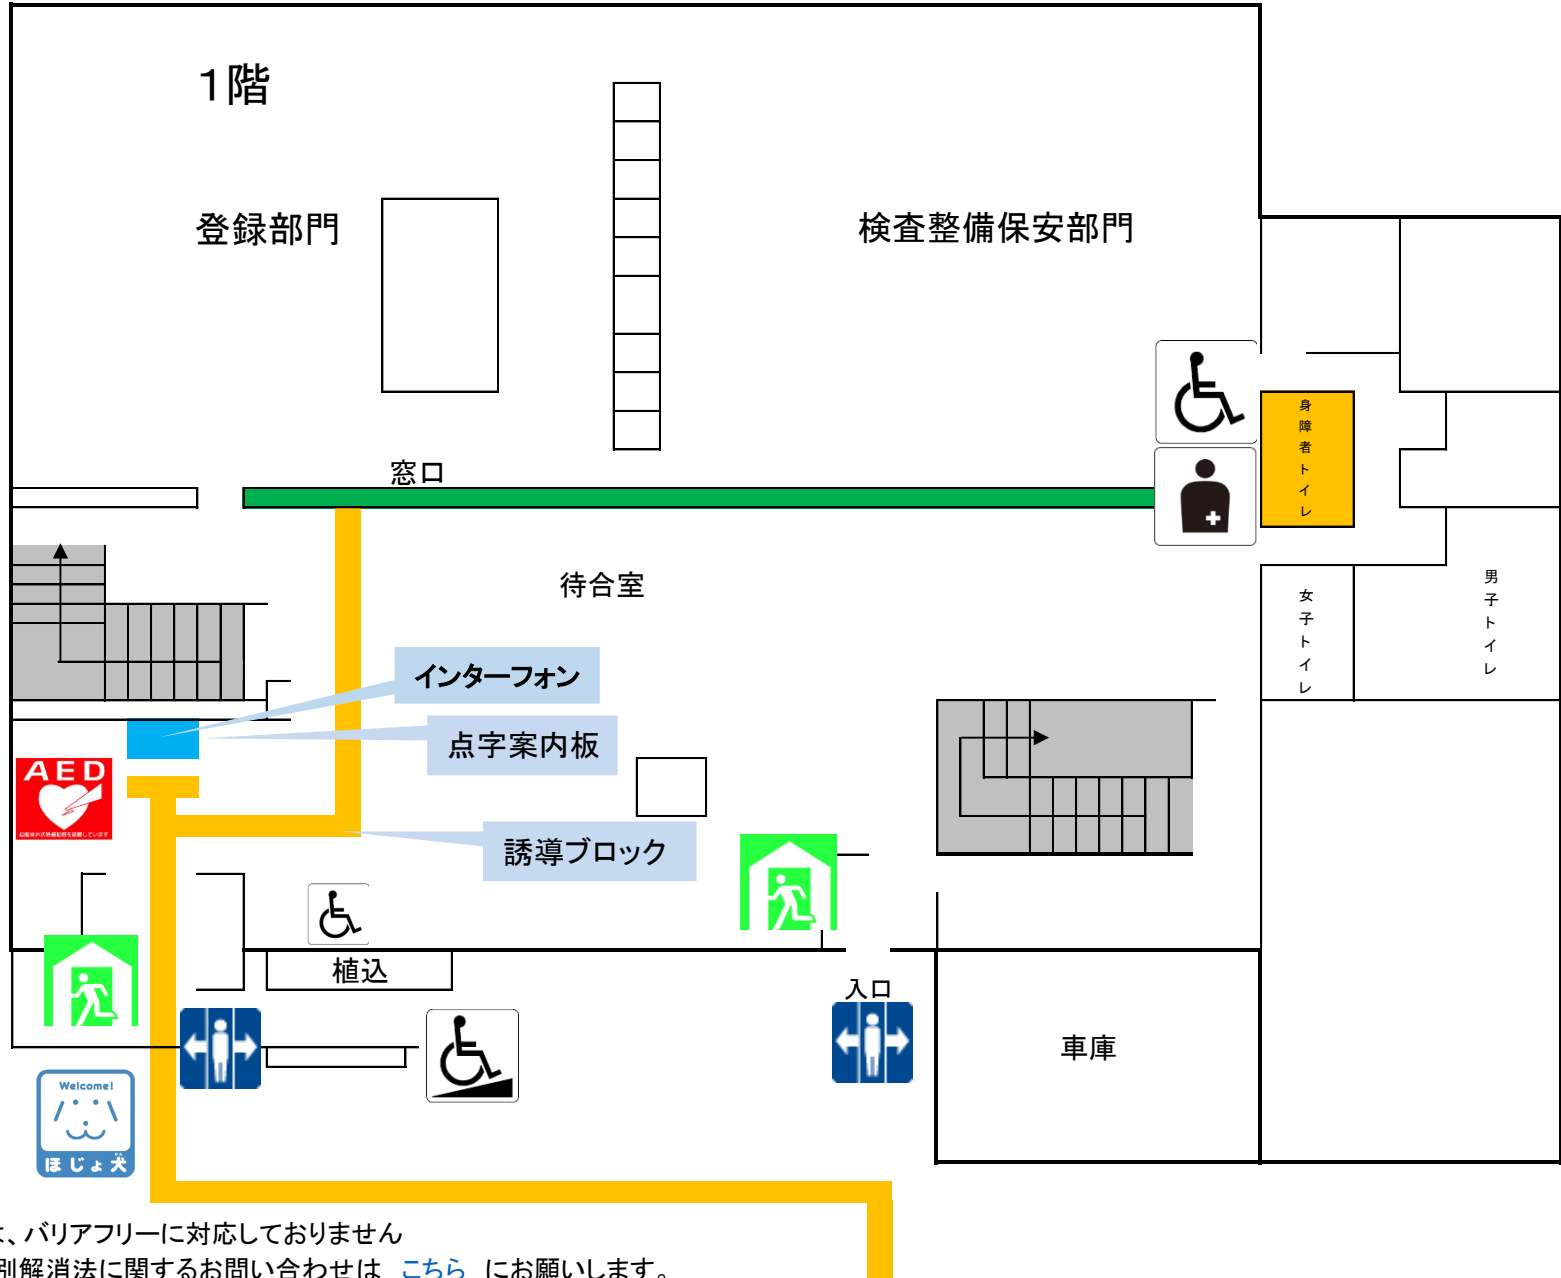 1階
登録部門
検査整備保安部門
身障者トイレ
窓口
待合室
女子トイレ
男子トイレ
インターフォン
点字案内板
AED
誘導ブロック
植込
入口
車庫
Welcome!
ほじょ犬
、バリアフリーに対応しておりません
別解消法に関するお問い合わせは こちら にお願いします。